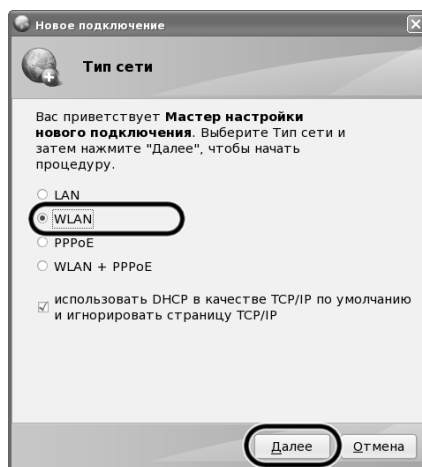 Новое подключение
Тип сети
Вас приветствует Мастер настройки
нового подключения. Выберите Тип сети и
затем нажмите "Далее", чтобы начать
процедуру.
LAN
WLAN
PPPoE
WLAN + PPPoE
использовать DHCP в качестве TCP/IP по умолчанию
и игнорировать страницу TCP/IP
Далее
Отмена